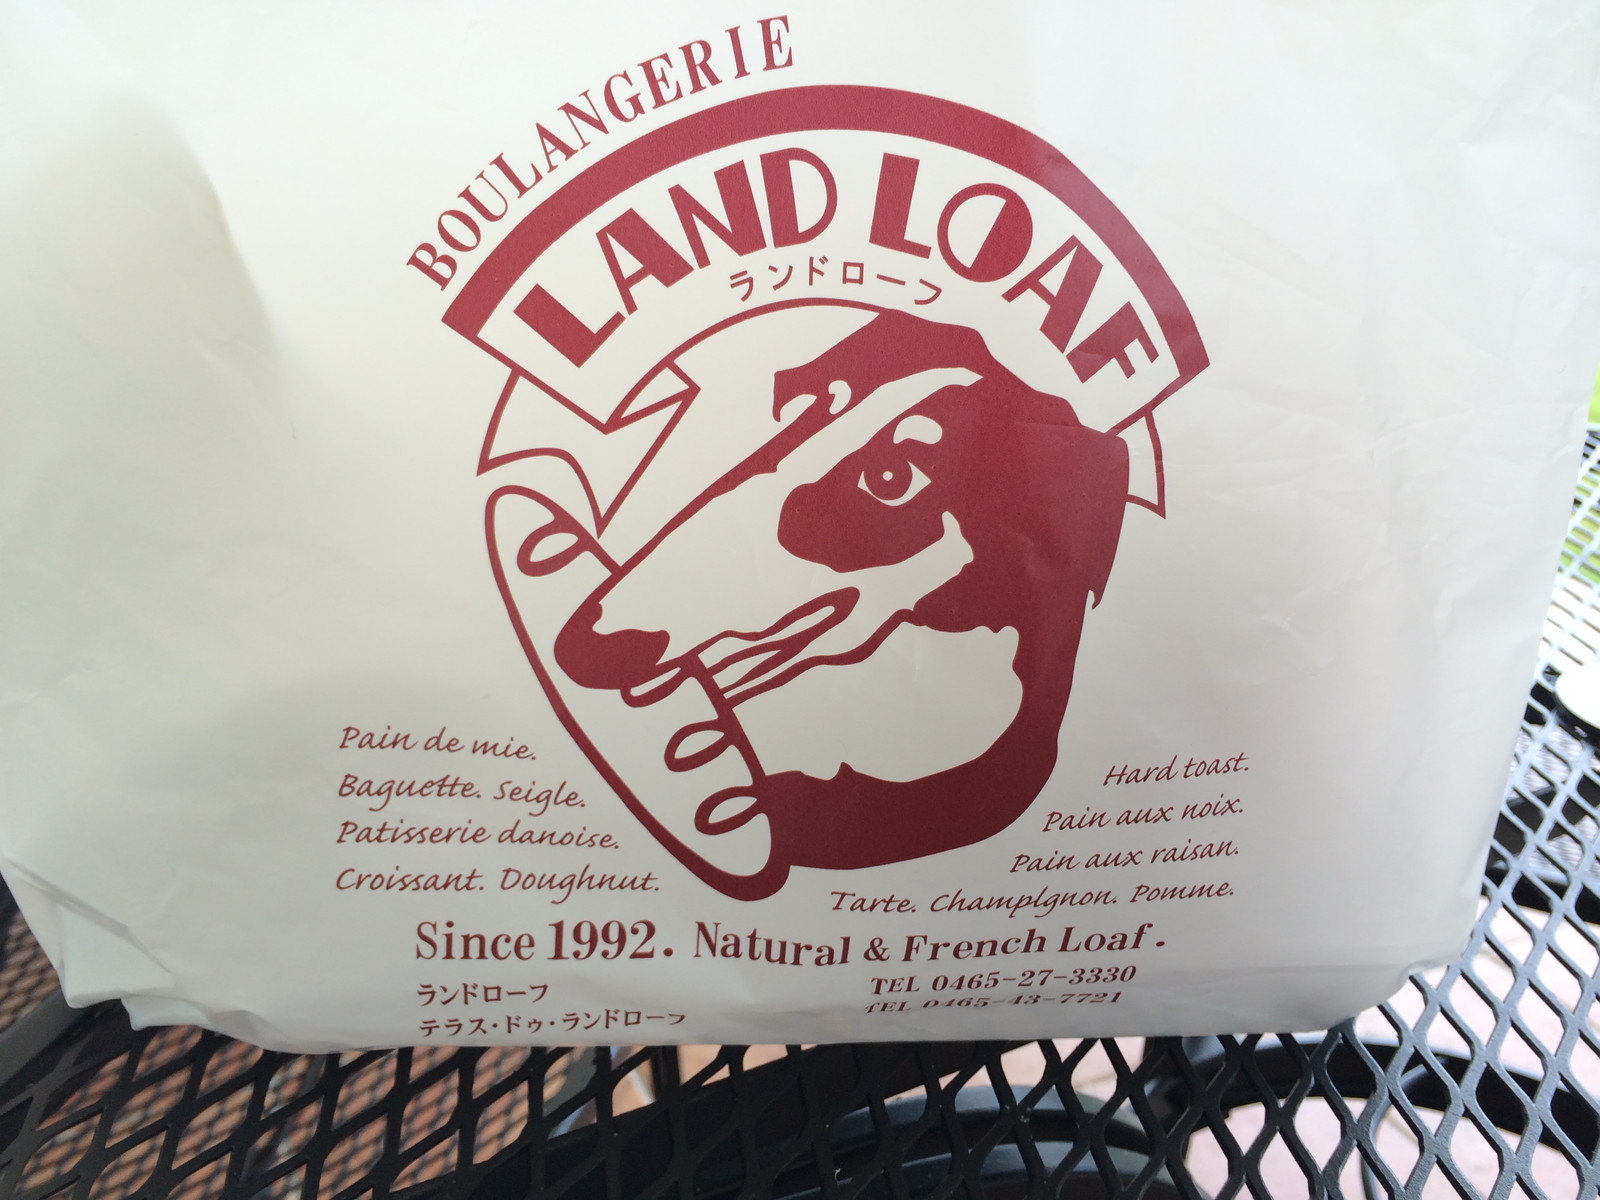 BOULANGERIE
LAND LOAF
ランドローフ
Pain de mie.
Baguette. Seigle.
Patisserie danoise.
Croissant. Doughnut.
Hard toast.
Pain aux noix.
Pain aux raisan.
Tarte. Champlgnon. Pomme.
Since 1992. Natural & French Loaf.
ランドローフ TEL 0465-27-3330
テラス・ドゥ・ランドローフ TEL 0465-43-7721